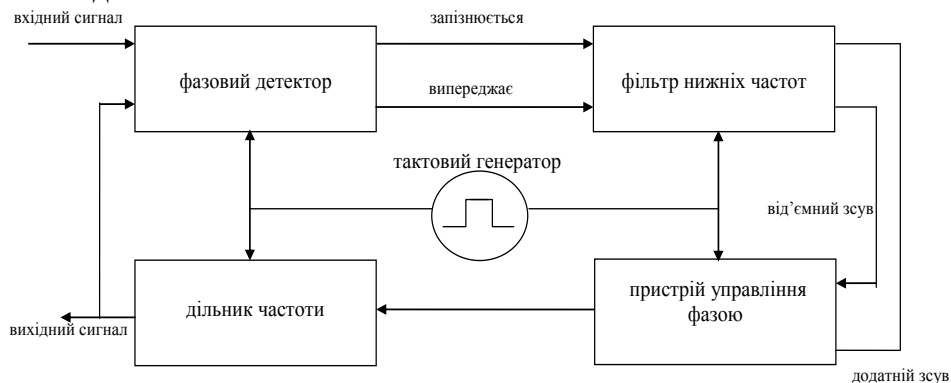 вхідний сигнал
запізнюється
фазовий детектор
випереджає
фільтр нижніх частот
тактовий генератор
від’ємний зсув
дільник частоти
пристрій управління
фазою
вихідний сигнал
додатній зсув